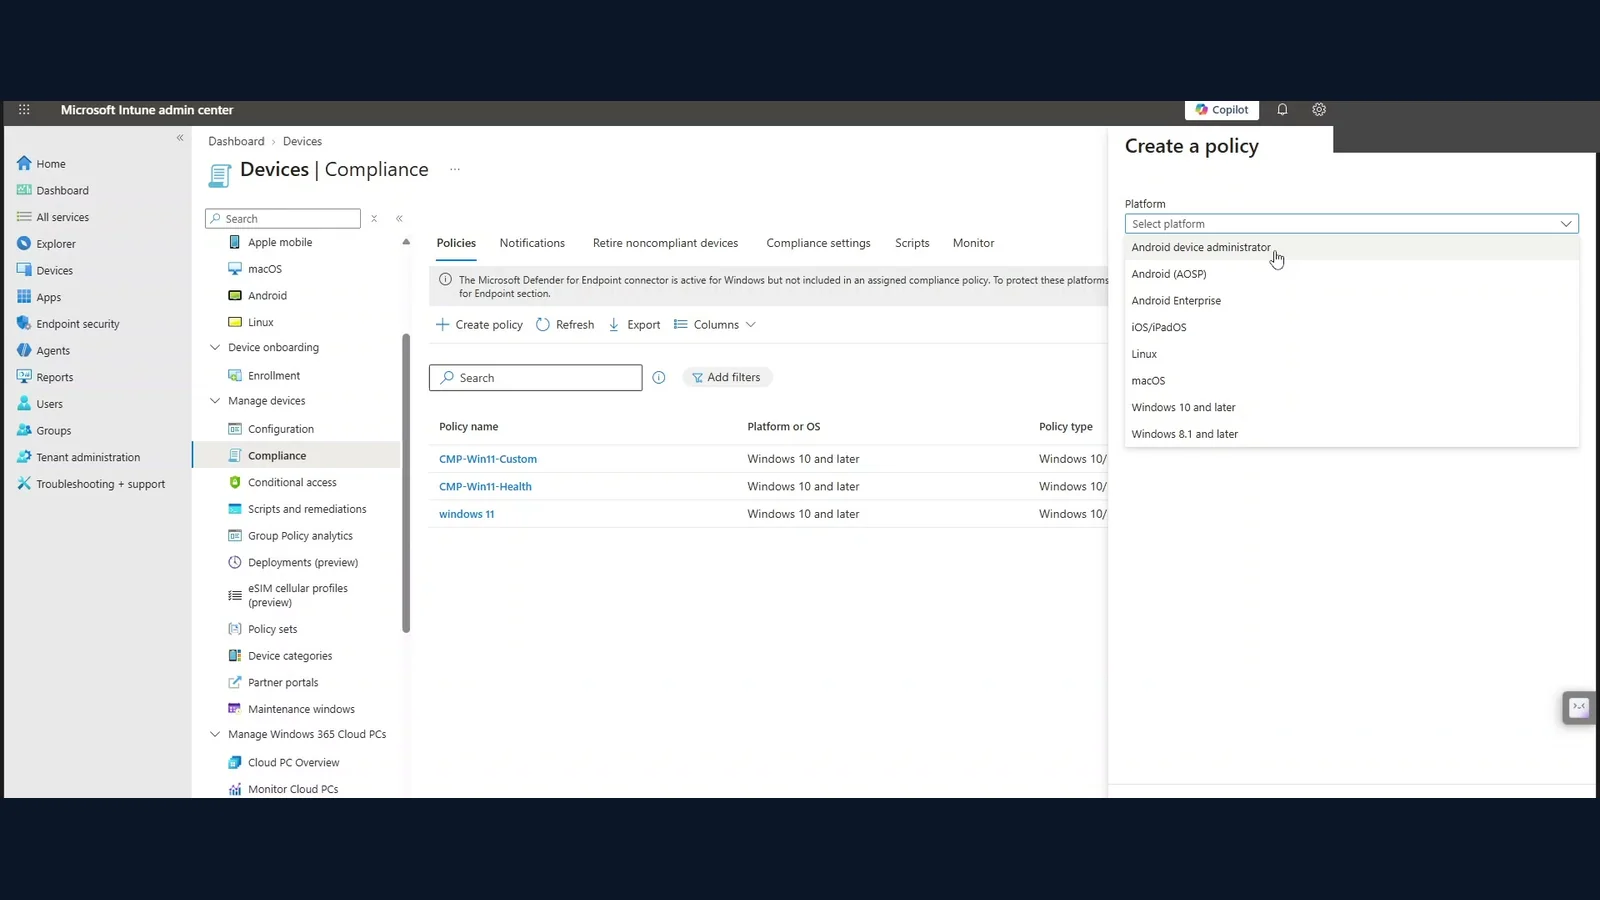 Microsoft Intune admin center
Copilot
Home
Dashboard
All services
Explorer
Devices
Apps
Endpoint security
Agents
Reports
Users
Groups
Tenant administration
Troubleshooting + support
Dashboard › Devices
Devices | Compliance
Search
Apple mobile
macOS
Android
Linux
Device onboarding
Enrollment
Manage devices
Configuration
Compliance
Conditional access
Scripts and remediations
Group Policy analytics
Deployments (preview)
eSIM cellular profiles
(preview)
Policy sets
Device categories
Partner portals
Maintenance windows
Manage Windows 365 Cloud PCs
Cloud PC Overview
Monitor Cloud PCs
Policies Notifications Retire noncompliant devices Compliance settings Scripts Monitor
The Microsoft Defender for Endpoint connector is active for Windows but not included in an assigned compliance policy. To protect these platforms
for Endpoint section.
Create policy Refresh Export Columns
Search Add filters
Policy name Platform or OS Policy type
CMP-Win11-Custom Windows 10 and later Windows 10/
CMP-Win11-Health Windows 10 and later Windows 10/
windows 11 Windows 10 and later Windows 10/
Create a policy
Platform
Select platform
Android device administrator
Android (AOSP)
Android Enterprise
iOS/iPadOS
Linux
macOS
Windows 10 and later
Windows 8.1 and later